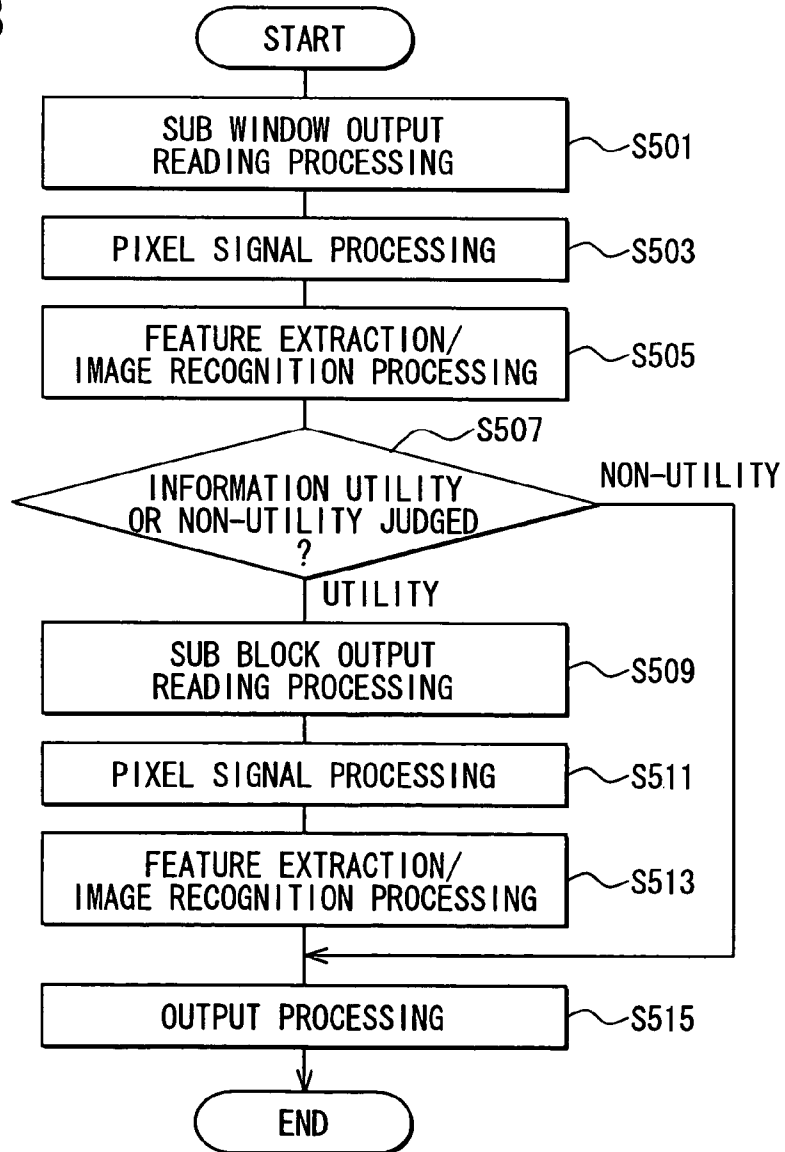 START
SUB WINDOW OUTPUT
READING PROCESSING
S501
PIXEL SIGNAL PROCESSING
S503
FEATURE EXTRACTION/
IMAGE RECOGNITION PROCESSING
S505
S507
INFORMATION UTILITY
OR NON-UTILITY JUDGED
?
NON-UTILITY
UTILITY
SUB BLOCK OUTPUT
READING PROCESSING
S509
PIXEL SIGNAL PROCESSING
S511
FEATURE EXTRACTION/
IMAGE RECOGNITION PROCESSING
S513
OUTPUT PROCESSING
S515
END